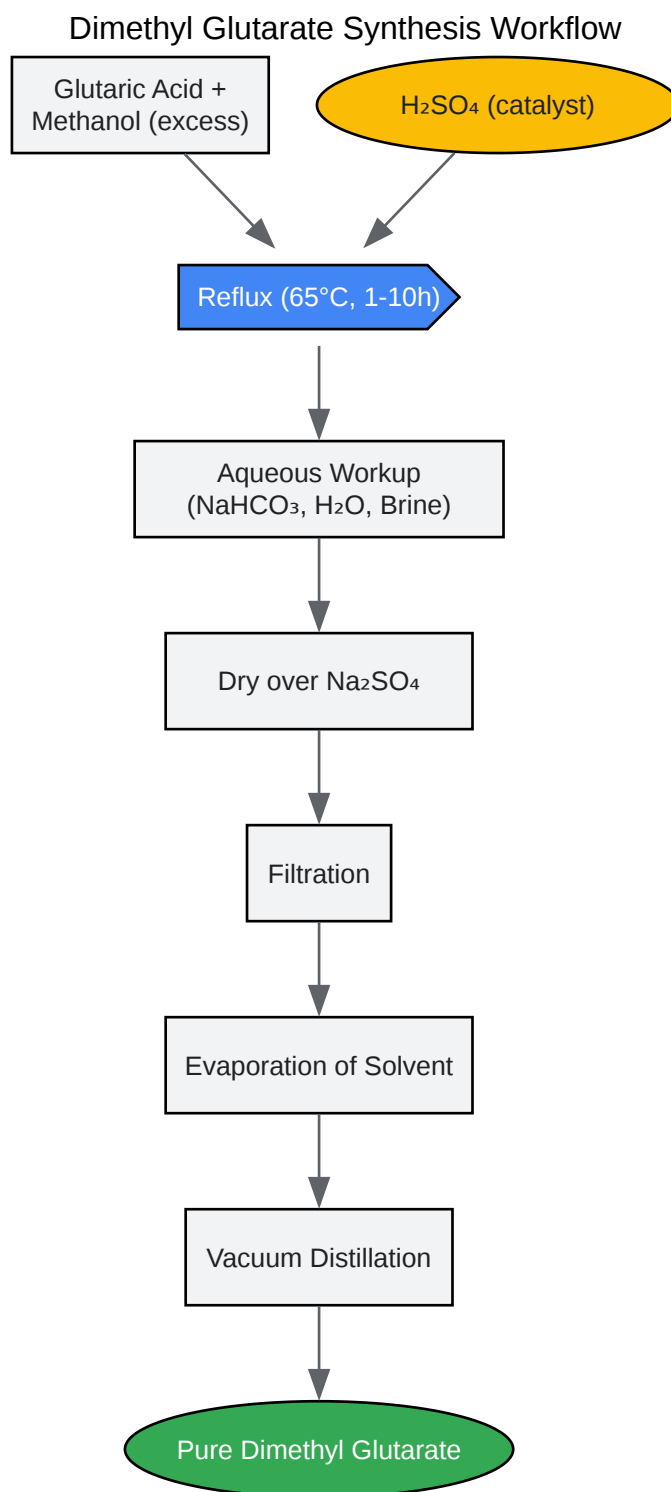 Dimethyl Glutarate Synthesis Workflow
Glutaric Acid +
Methanol (excess)
H₂SO₄ (catalyst)
Reflux (65°C, 1-10h)
Aqueous Workup
(NaHCO₃, H₂O, Brine)
Dry over Na₂SO₄
Filtration
Evaporation of Solvent
Vacuum Distillation
Pure Dimethyl Glutarate